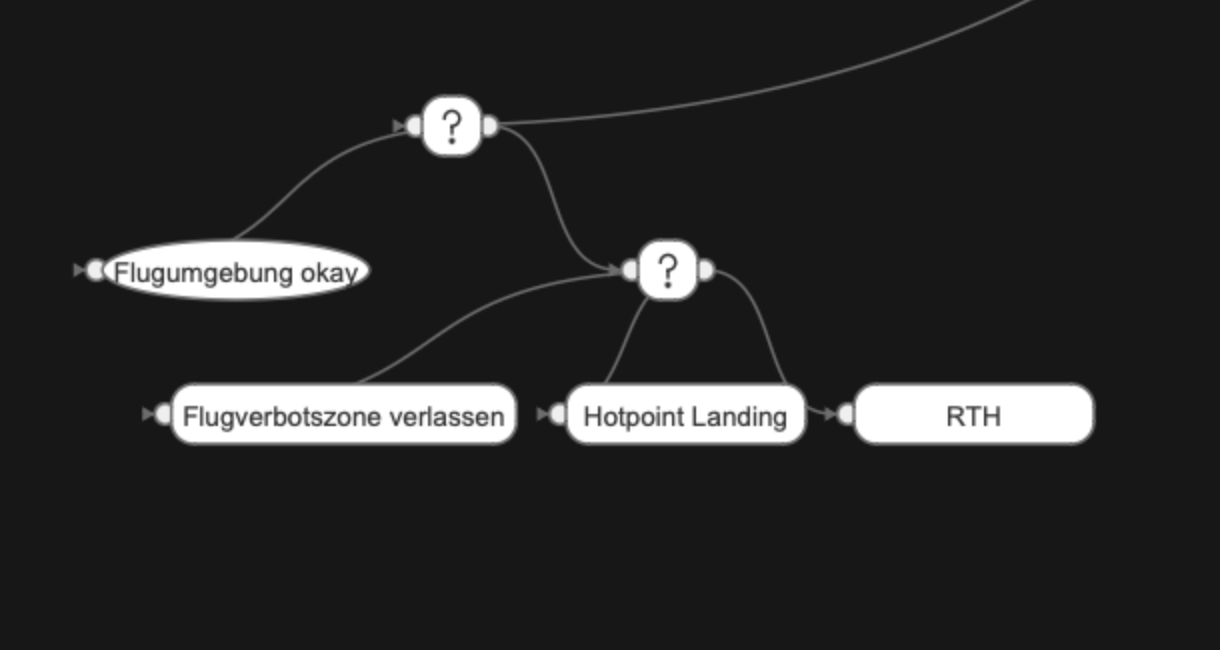 ?
Flugumgebung okay
?
Flugverbotszone verlassen
Hotpoint Landing
RTH